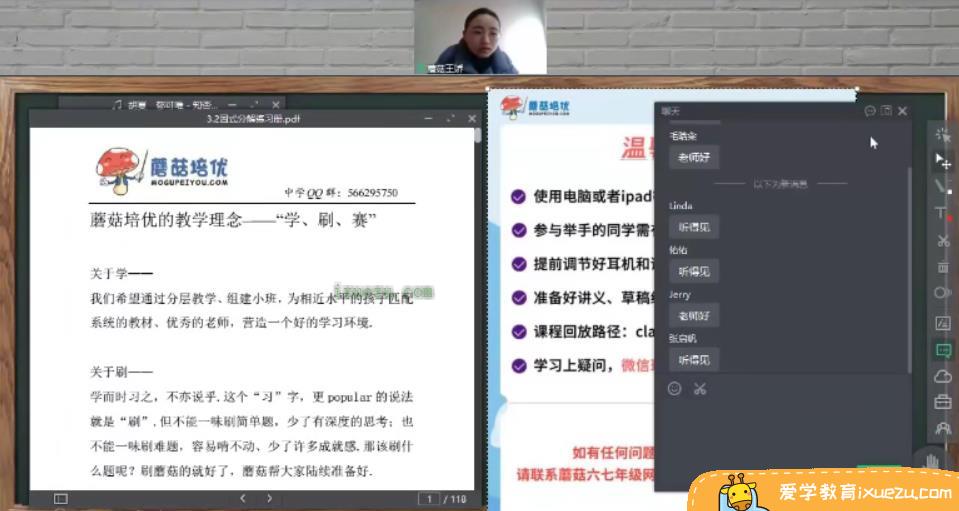 蘑菇王娇
3.2因式分解练习册.pdf
蘑菇培优
MOGUPEIYOU.COM
中学QQ群：566295750
蘑菇培优的教学理念——“学、刷、赛”
关于学——
我们希望通过分层教学、组建小班，为相近水平的孩子匹配
系统的教材、优秀的老师，营造一个好的学习环境.
ixuezu.com
关于刷——
学而时习之，不亦说乎.这个“习”字，更popular的说法
就是“刷”.但不能一味刷简单题，少了有深度的思考；也
不能一味刷难题，容易啃不动、少了许多成就感.那该刷什
么题呢？刷蘑菇的就好了，蘑菇帮大家陆续准备好.
1 / 118
蘑菇培优
MOGUPEIYOU.COM
温
使用电脑或者ipad
参与举手的同学需
提前调节好耳机和
准备好讲义、草稿
课程回放路径：cla
学习上疑问，微信
如有任何问题
请联系蘑菇六七年级网
聊天
老师好
以下为新消息
Linda
听得见
佑佑
听得见
Jerry
老师好
听得见
爱学教育ixuezu.com